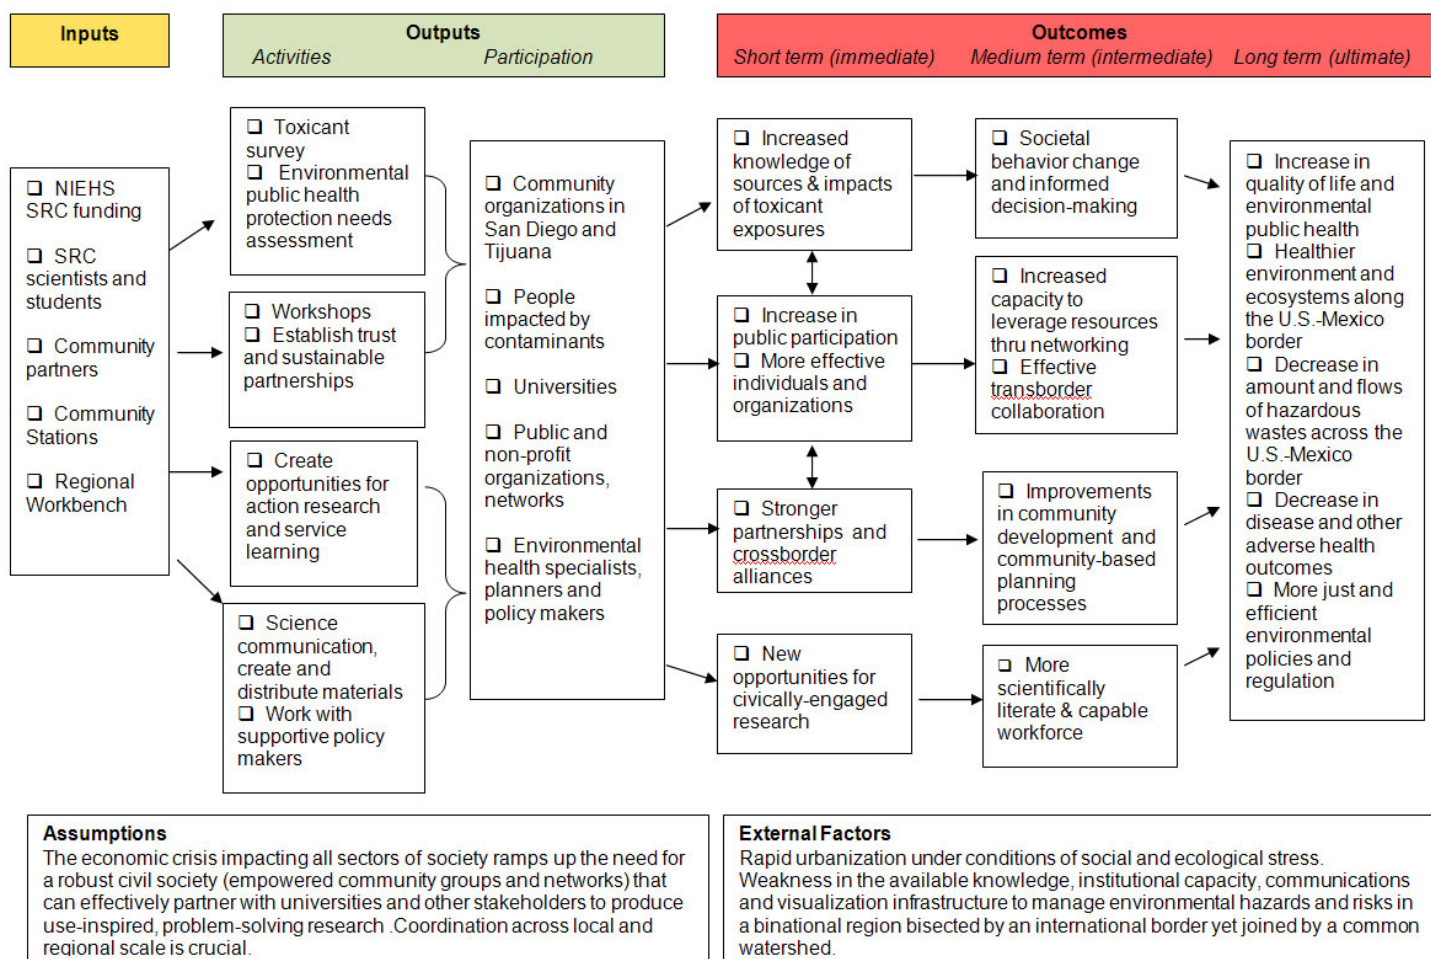 Inputs
Outputs
Activities
Participation
Outcomes
Short term (immediate)
Medium term (intermediate)
Long term (ultimate)
❑ NIEHS
SRC funding
❑ SRC
scientists and
students
❑ Community
partners
❑ Community
Stations
❑ Regional
Workbench
❑ Toxicant
survey
❑ Environmental
public health
protection needs
assessment
❑ Workshops
❑ Establish trust
and sustainable
partnerships
❑ Create
opportunities for
action research
and service
learning
❑ Science
communication,
create and
distribute materials
❑ Work with
supportive policy
makers
❑ Community
organizations in
San Diego and
Tijuana
❑ People
impacted by
contaminants
❑ Universities
❑ Public and
non-profit
organizations,
networks
❑ Environmental
health specialists,
planners and
policy makers
❑ Increased
knowledge of
sources & impacts
of toxicant
exposures
❑ Increase in
public participation
❑ More effective
individuals and
organizations
❑ Stronger
partnerships and
crossborder
alliances
❑ New
opportunities for
civically-engaged
research
❑ Societal
behavior change
and informed
decision-making
❑ Increased
capacity to
leverage resources
thru networking
❑ Effective
transborder
collaboration
❑ Improvements
in community
development and
community-based
planning
processes
❑ More
scientifically
literate & capable
workforce
❑ Increase in
quality of life and
environmental
public health
❑ Healthier
environment and
ecosystems along
the U.S.-Mexico
border
❑ Decrease in
amount and flows
of hazardous
wastes across the
U.S.-Mexico
border
❑ Decrease in
disease and other
adverse health
outcomes
❑ More just and
efficient
environmental
policies and
regulation
Assumptions
The economic crisis impacting all sectors of society ramps up the need for
a robust civil society (empowered community groups and networks) that
can effectively partner with universities and other stakeholders to produce
use-inspired, problem-solving research .Coordination across local and
regional scale is crucial.
External Factors
Rapid urbanization under conditions of social and ecological stress.
Weakness in the available knowledge, institutional capacity, communications
and visualization infrastructure to manage environmental hazards and risks in
a binational region bisected by an international border yet joined by a common
watershed.